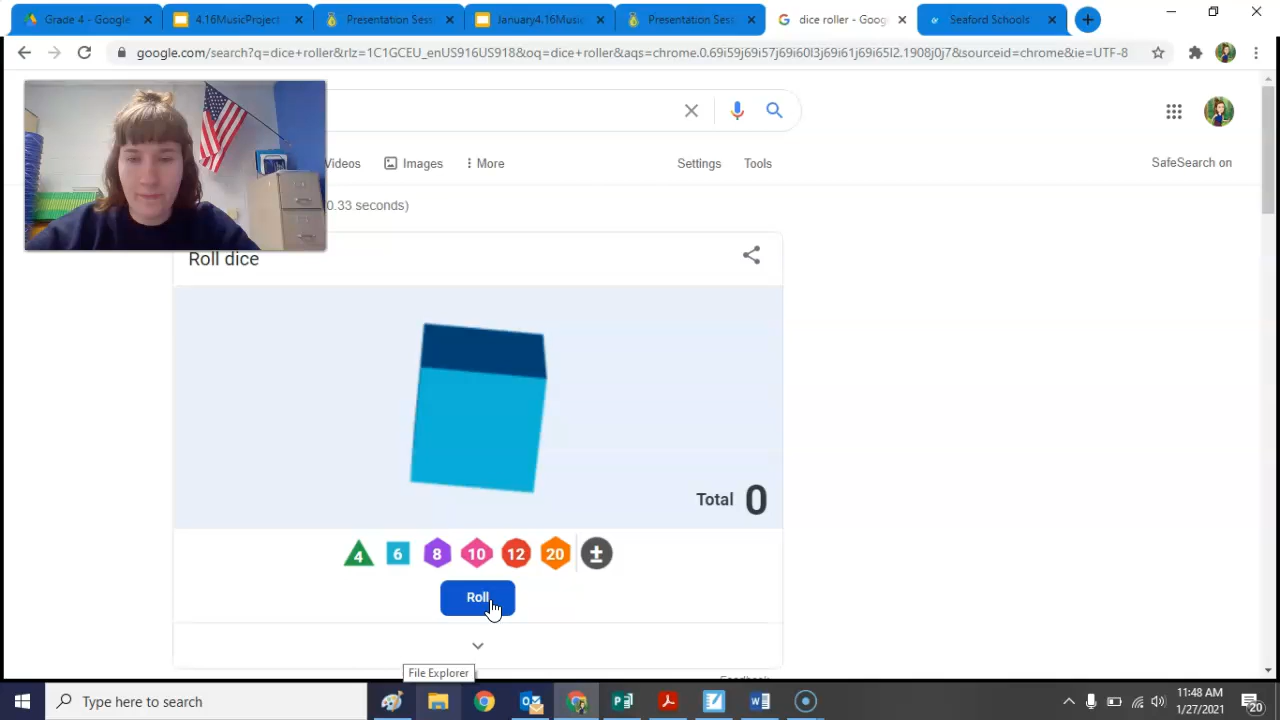 Grade 4 - Google
4.16MusicProject
Presentation Sess
January4.16Music
Presentation Sess
dice roller - Goog
Seaford Schools
google.com/search?q=dice+roller&rlz=1C1GCEU_enUS916US918&oq=dice+roller&aqs=chrome.0.69i59j69i57j69i60l3j69i61j69i65l2.1908j0j7&sourceid=chrome&ie=UTF-8
Videos Images More Settings Tools SafeSearch on
0.33 seconds)
Roll dice
Total 0
4 6 8 10 12 20 ±
Roll
File Explorer
Type here to search
11:48 AM
1/27/2021
20